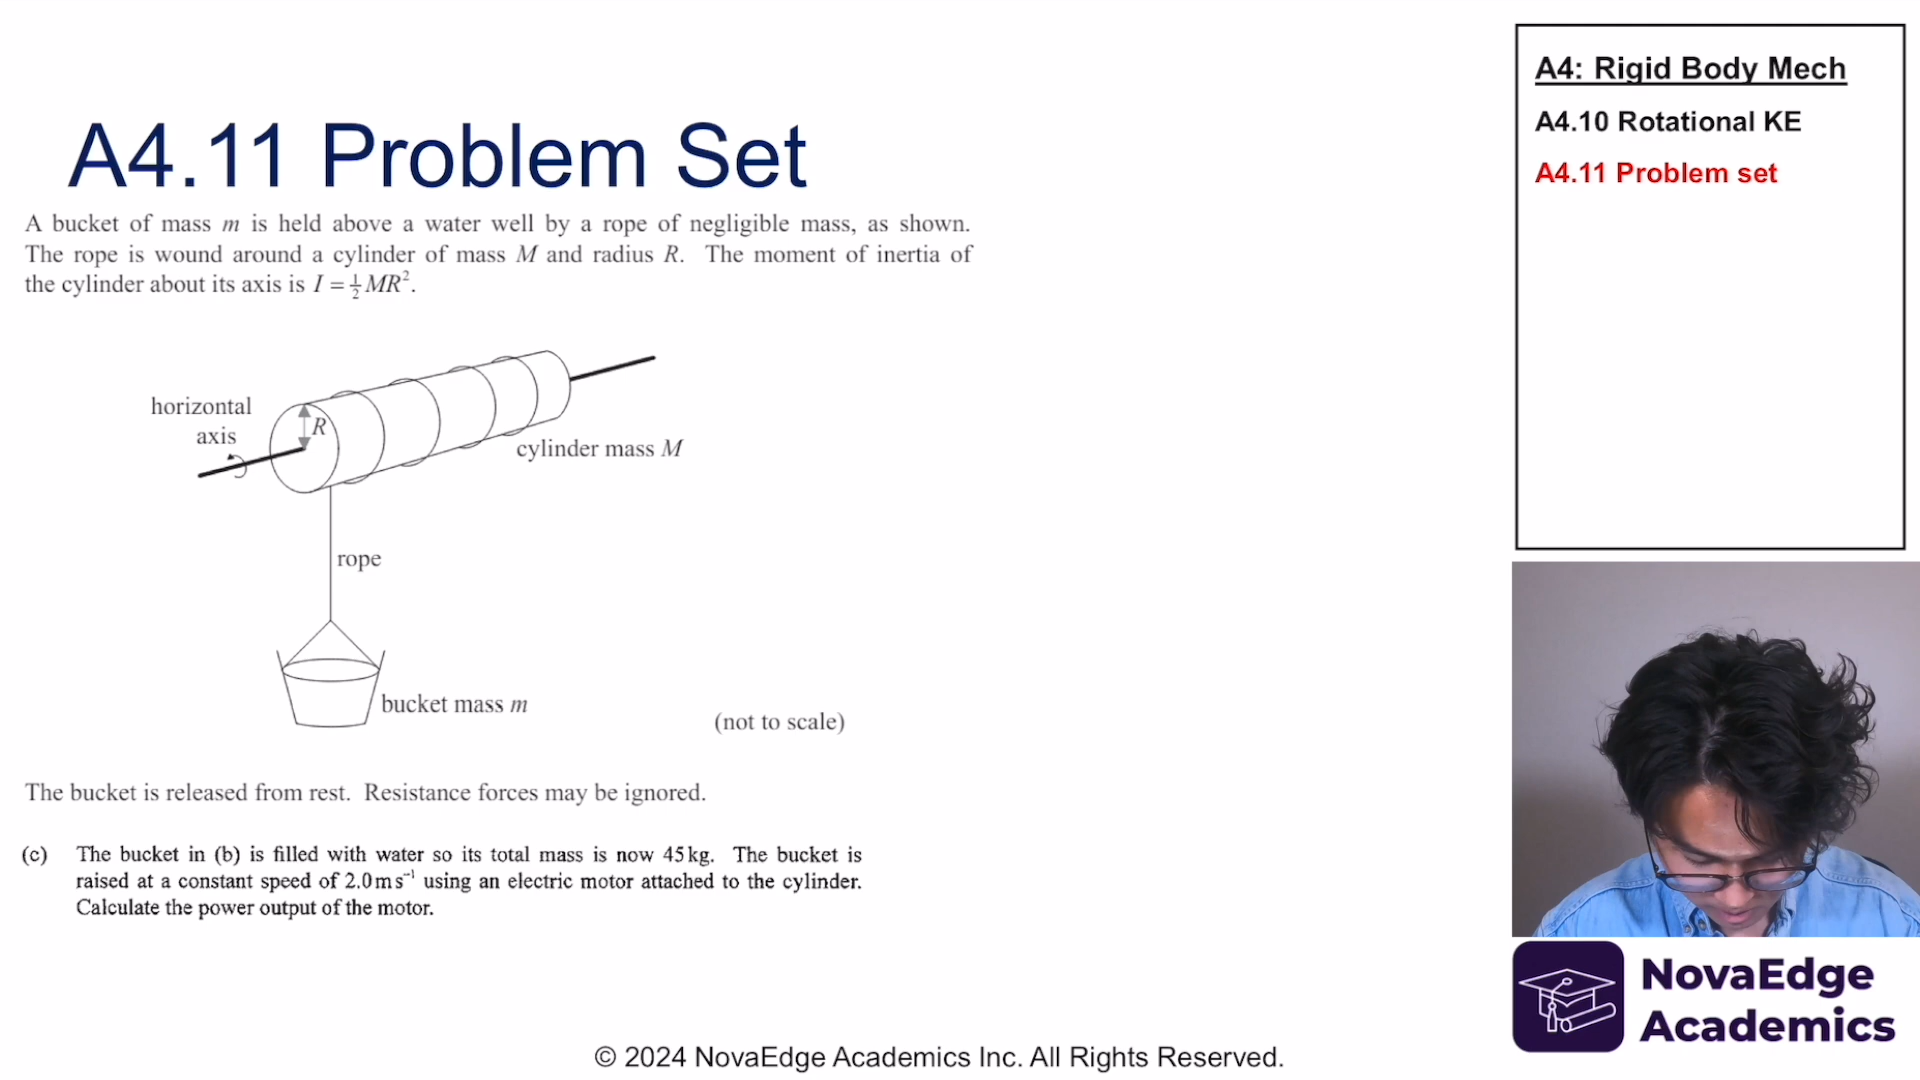 A4.11 Problem Set
A bucket of mass m is held above a water well by a rope of negligible mass, as shown.
The rope is wound around a cylinder of mass M and radius R. The moment of inertia of
the cylinder about its axis is I = ½MR².
horizontal
axis
R
cylinder mass M
rope
bucket mass m
(not to scale)
The bucket is released from rest. Resistance forces may be ignored.
(c) The bucket in (b) is filled with water so its total mass is now 45kg. The bucket is
raised at a constant speed of 2.0ms⁻¹ using an electric motor attached to the cylinder.
Calculate the power output of the motor.
A4: Rigid Body Mech
A4.10 Rotational KE
A4.11 Problem set
NovaEdge
Academics
© 2024 NovaEdge Academics Inc. All Rights Reserved.